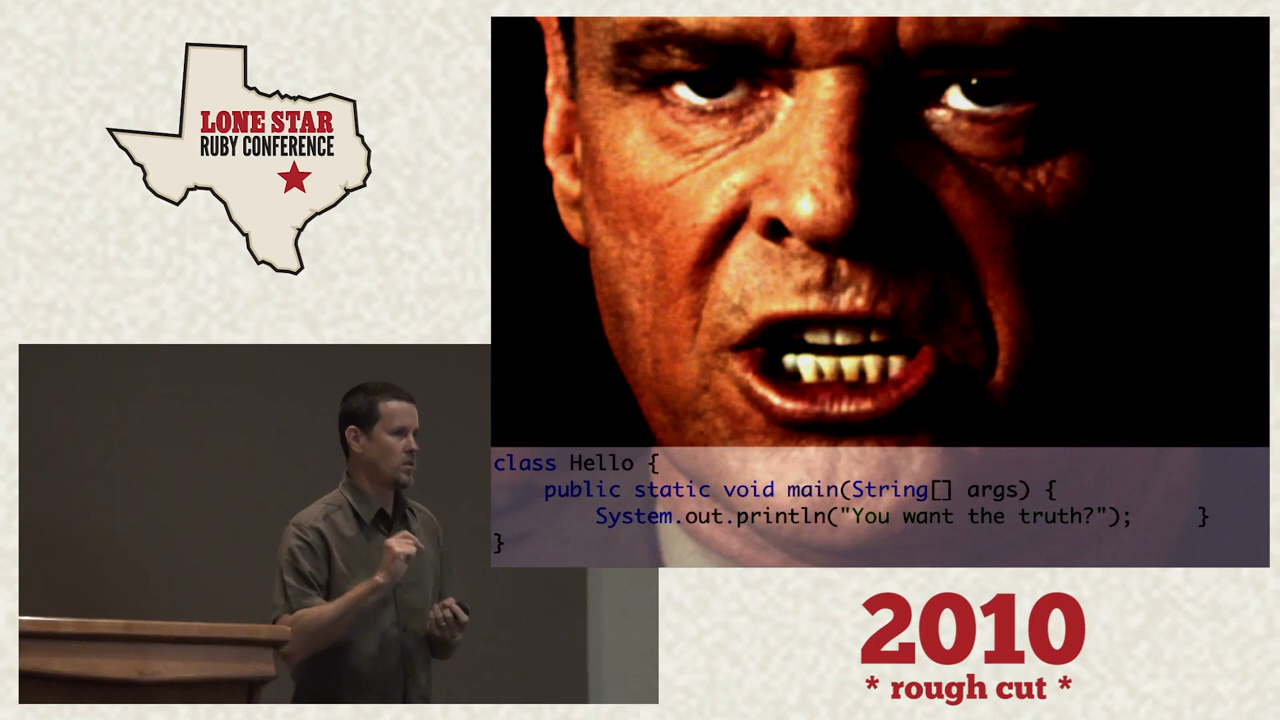 LONE STAR
RUBY CONFERENCE
class Hello {
    public static void main(String[] args) {
        System.out.println("You want the truth?");     }
}
2010
* rough cut *